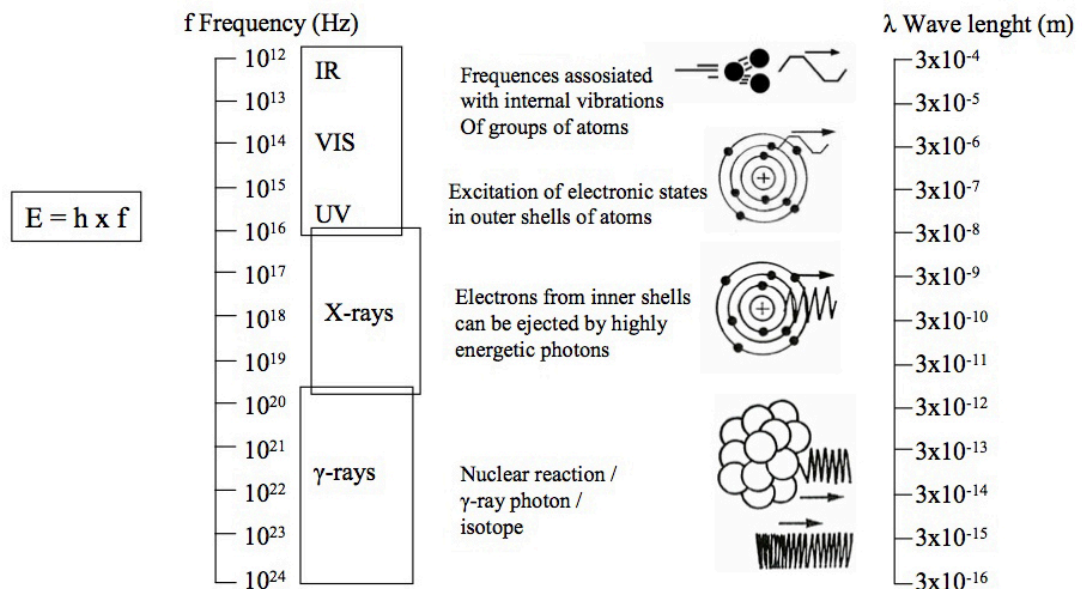 f Frequency (Hz)
λ Wave lenght (m)
10¹²
10¹³
10¹⁴
10¹⁵
10¹⁶
10¹⁷
10¹⁸
10¹⁹
10²⁰
10²¹
10²²
10²³
10²⁴
E = h x f
IR
VIS
UV
X-rays
γ-rays
Frequences assosiated
with internal vibrations
Of groups of atoms
Excitation of electronic states
in outer shells of atoms
Electrons from inner shells
can be ejected by highly
energetic photons
Nuclear reaction /
γ-ray photon /
isotope
+
+
3x10⁻⁴
3x10⁻⁵
3x10⁻⁶
3x10⁻⁷
3x10⁻⁸
3x10⁻⁹
3x10⁻¹⁰
3x10⁻¹¹
3x10⁻¹²
3x10⁻¹³
3x10⁻¹⁴
3x10⁻¹⁵
3x10⁻¹⁶